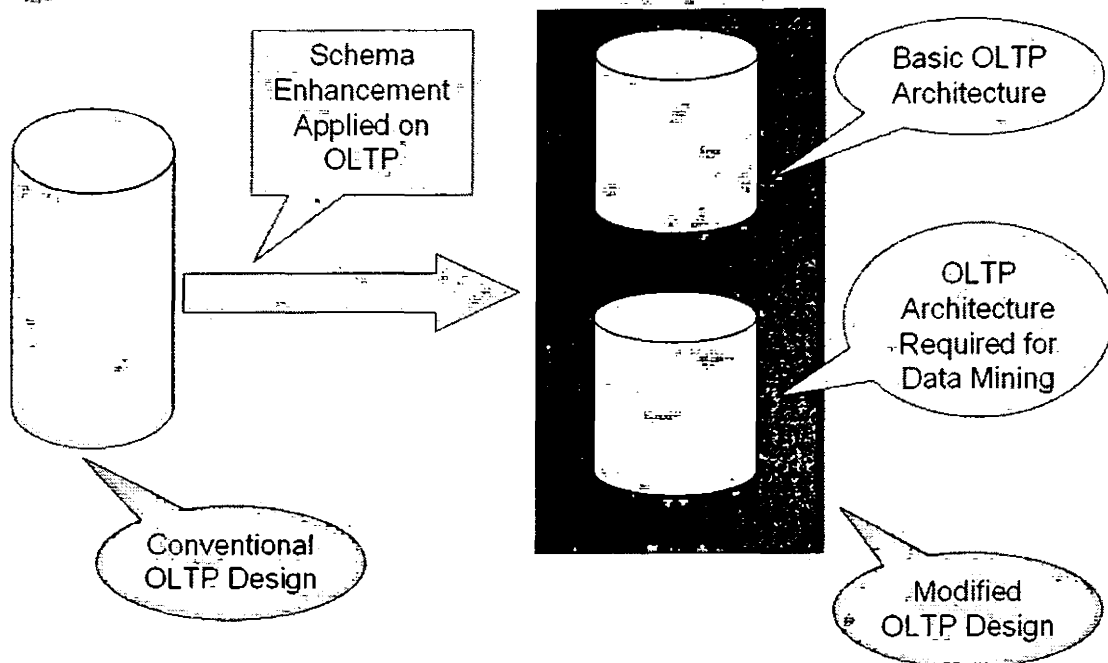 Schema
Enhancement
Applied on
OLTP
Basic OLTP
Architecture
OLTP
Architecture
Required for
Data Mining
Conventional
OLTP Design
Modified
OLTP Design